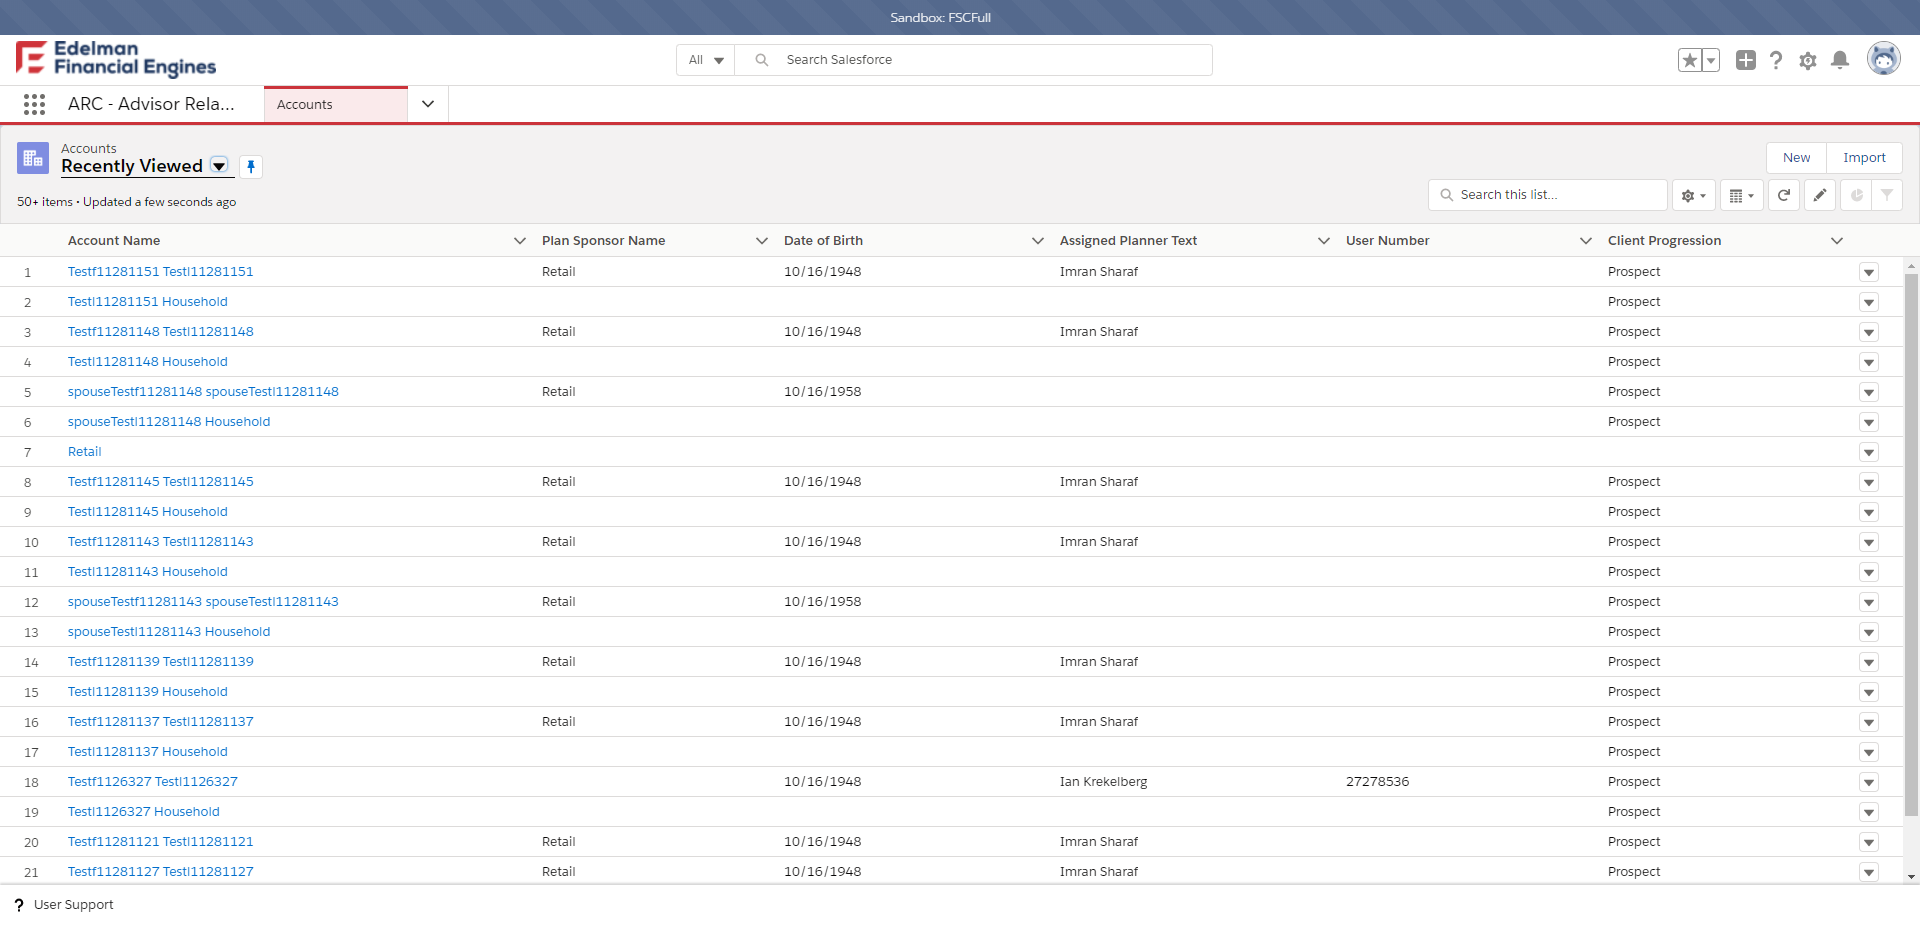 Sandbox: FSCFull
Edelman
Financial Engines
All
Search Salesforce
ARC - Advisor Rela...
Accounts
Accounts
Recently Viewed
New
Import
50+ items • Updated a few seconds ago
Search this list...
Account Name Plan Sponsor Name Date of Birth Assigned Planner Text User Number Client Progression
1 Testf11281151 Testl11281151 Retail 10/16/1948 Imran Sharaf Prospect
2 Testl11281151 Household Prospect
3 Testf11281148 Testl11281148 Retail 10/16/1948 Imran Sharaf Prospect
4 Testl11281148 Household Prospect
5 spouseTestf11281148 spouseTestl11281148 Retail 10/16/1958 Prospect
6 spouseTestl11281148 Household Prospect
7 Retail
8 Testf11281145 Testl11281145 Retail 10/16/1948 Imran Sharaf Prospect
9 Testl11281145 Household Prospect
10 Testf11281143 Testl11281143 Retail 10/16/1948 Imran Sharaf Prospect
11 Testl11281143 Household Prospect
12 spouseTestf11281143 spouseTestl11281143 Retail 10/16/1958 Prospect
13 spouseTestl11281143 Household Prospect
14 Testf11281139 Testl11281139 Retail 10/16/1948 Imran Sharaf Prospect
15 Testl11281139 Household Prospect
16 Testf11281137 Testl11281137 Retail 10/16/1948 Imran Sharaf Prospect
17 Testl11281137 Household Prospect
18 Testf1126327 Testl1126327 10/16/1948 Ian Krekelberg 27278536 Prospect
19 Testl1126327 Household Prospect
20 Testf11281121 Testl11281121 Retail 10/16/1948 Imran Sharaf Prospect
21 Testf11281127 Testl11281127 Retail 10/16/1948 Imran Sharaf Prospect
? User Support